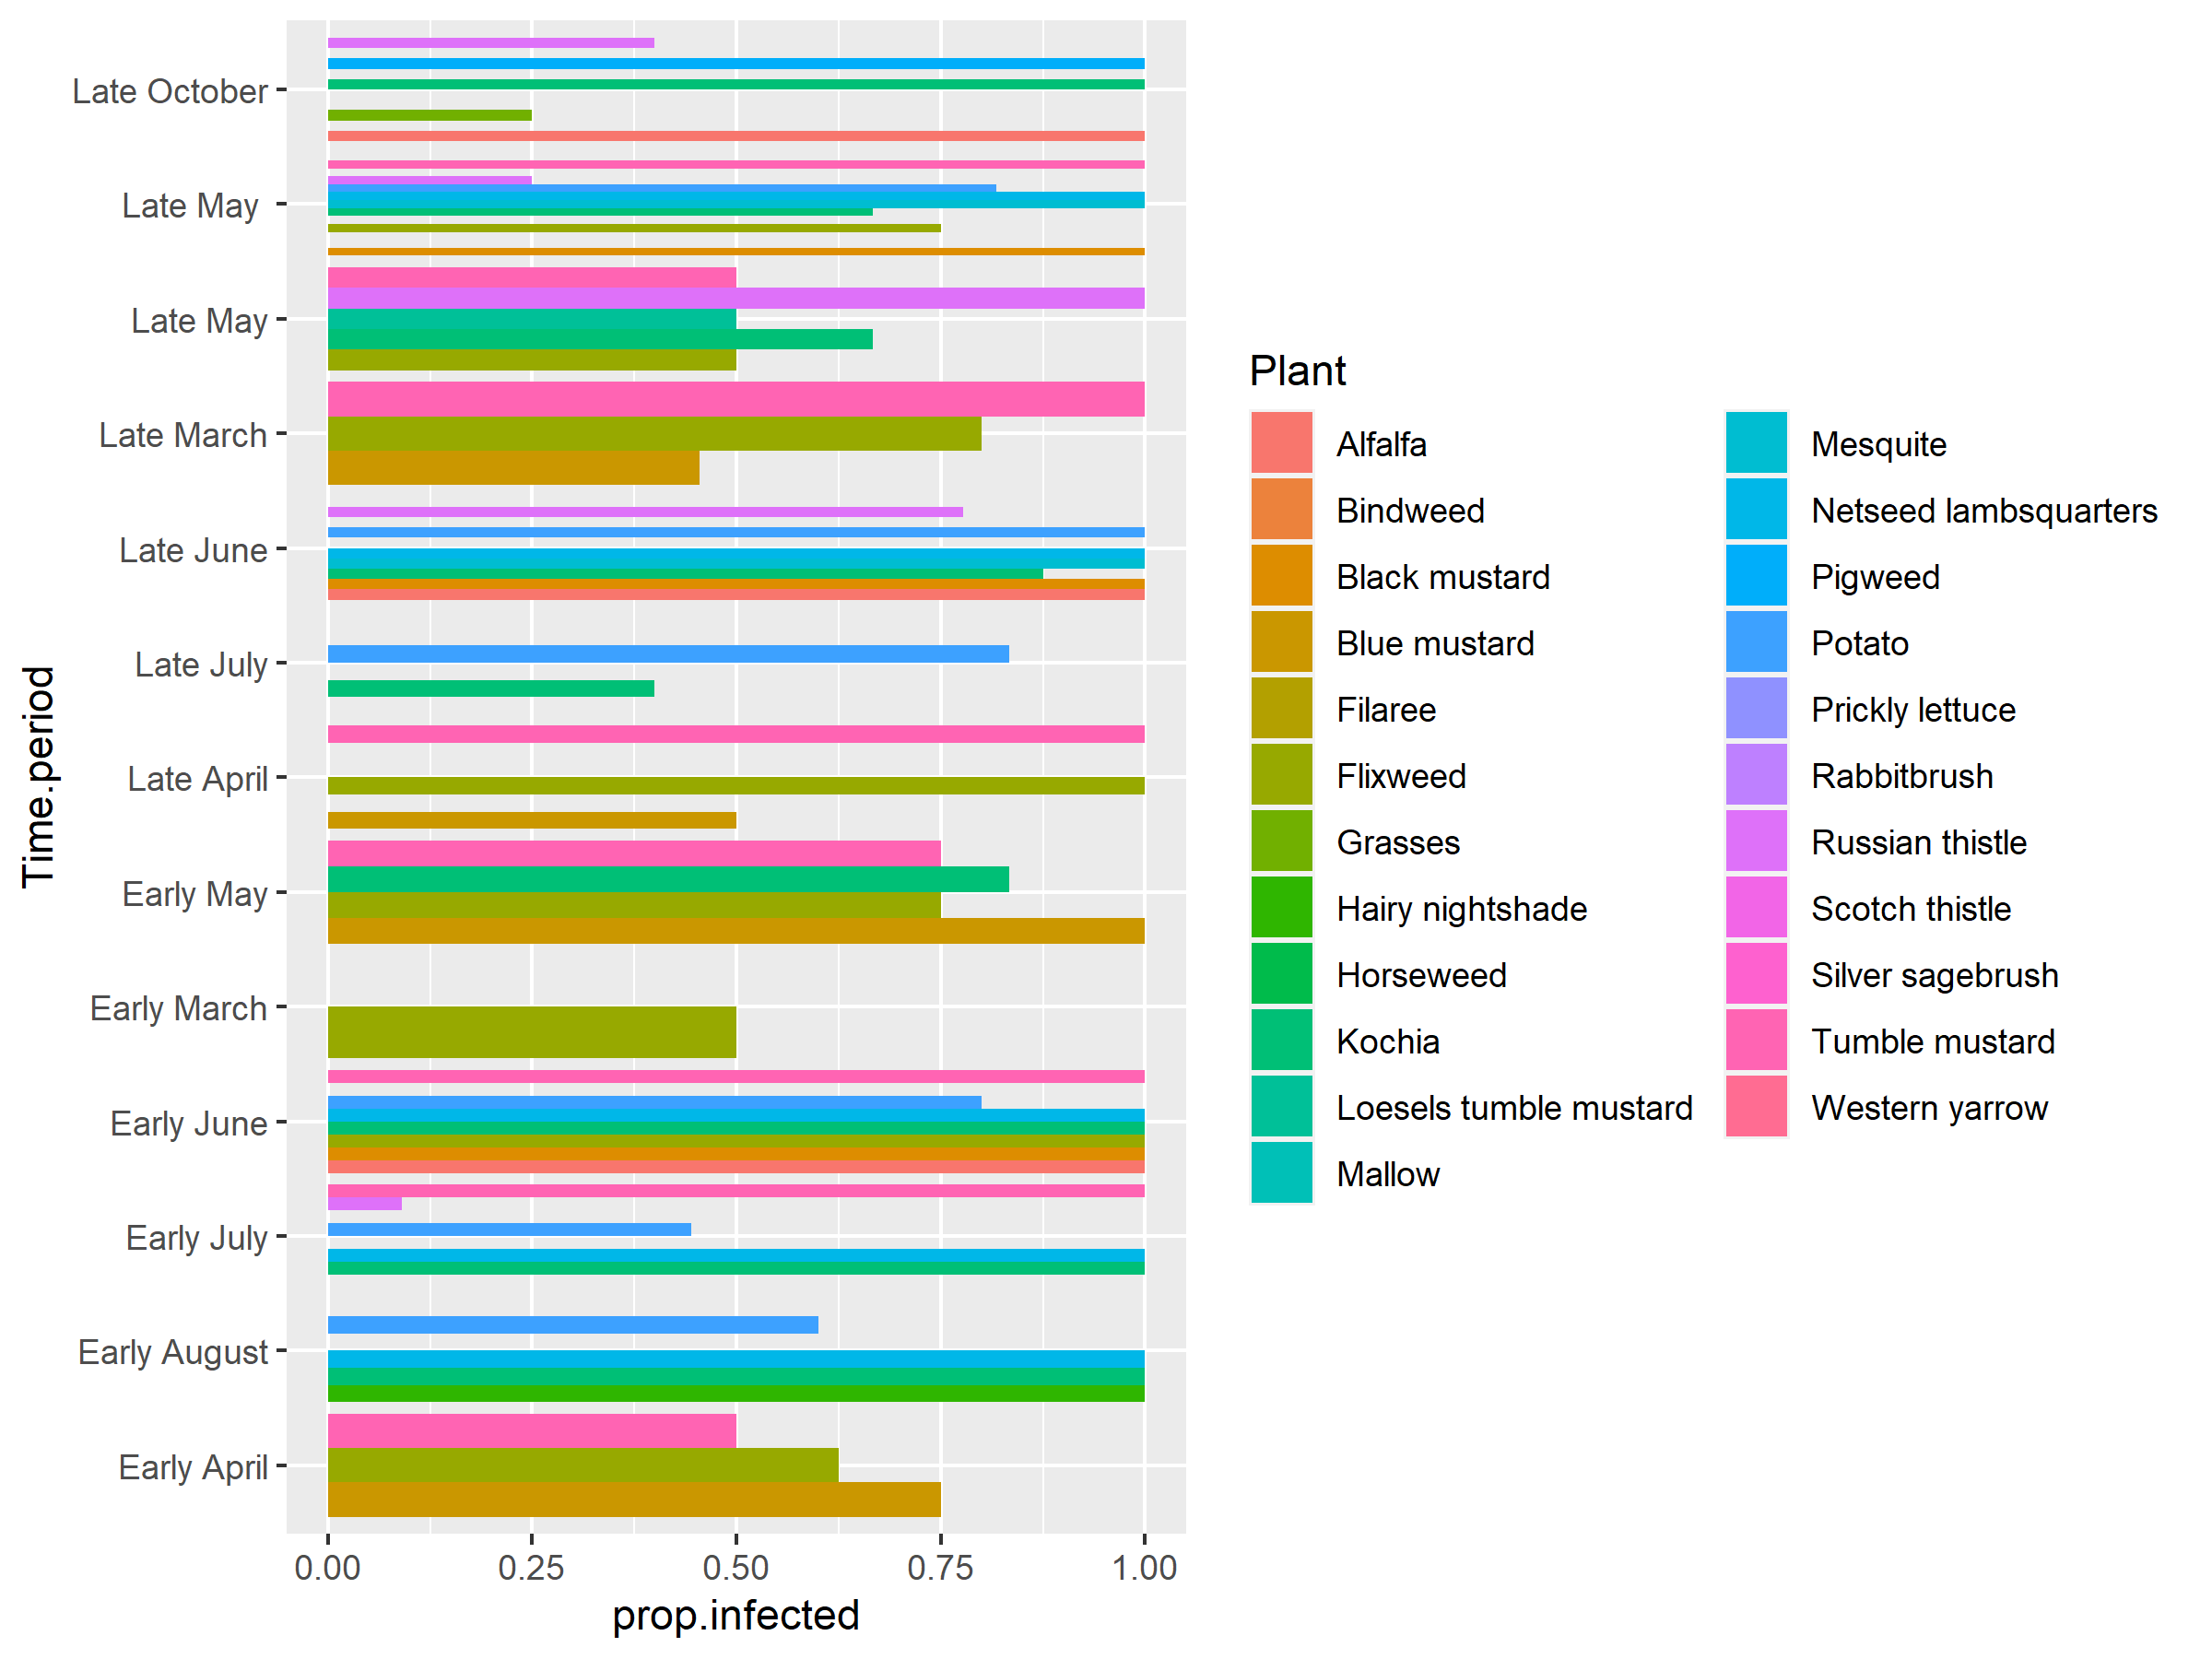 Late October
Late May
Late May
Late March
Late June
Late July
Late April
Early May
Early March
Early June
Early July
Early August
Early April
Time.period
0.00 0.25 0.50 0.75 1.00
prop.infected
Plant
Alfalfa
Bindweed
Black mustard
Blue mustard
Filaree
Flixweed
Grasses
Hairy nightshade
Horseweed
Kochia
Loesels tumble mustard
Mallow
Mesquite
Netseed lambsquarters
Pigweed
Potato
Prickly lettuce
Rabbitbrush
Russian thistle
Scotch thistle
Silver sagebrush
Tumble mustard
Western yarrow